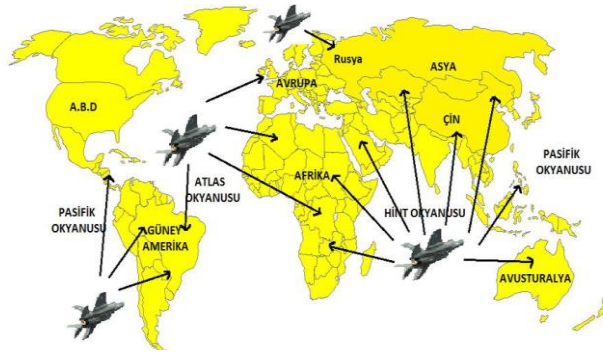 Rusya
ASYA
AVRUPA
A.B.D
ÇİN
PASİFİK
OKYANUSU
ATLAS
OKYANUSU
AFRİKA
PASİFİK
OKYANUSU
HİNT OKYANUSU
GÜNEY
AMERİKA
AVUSTURALYA